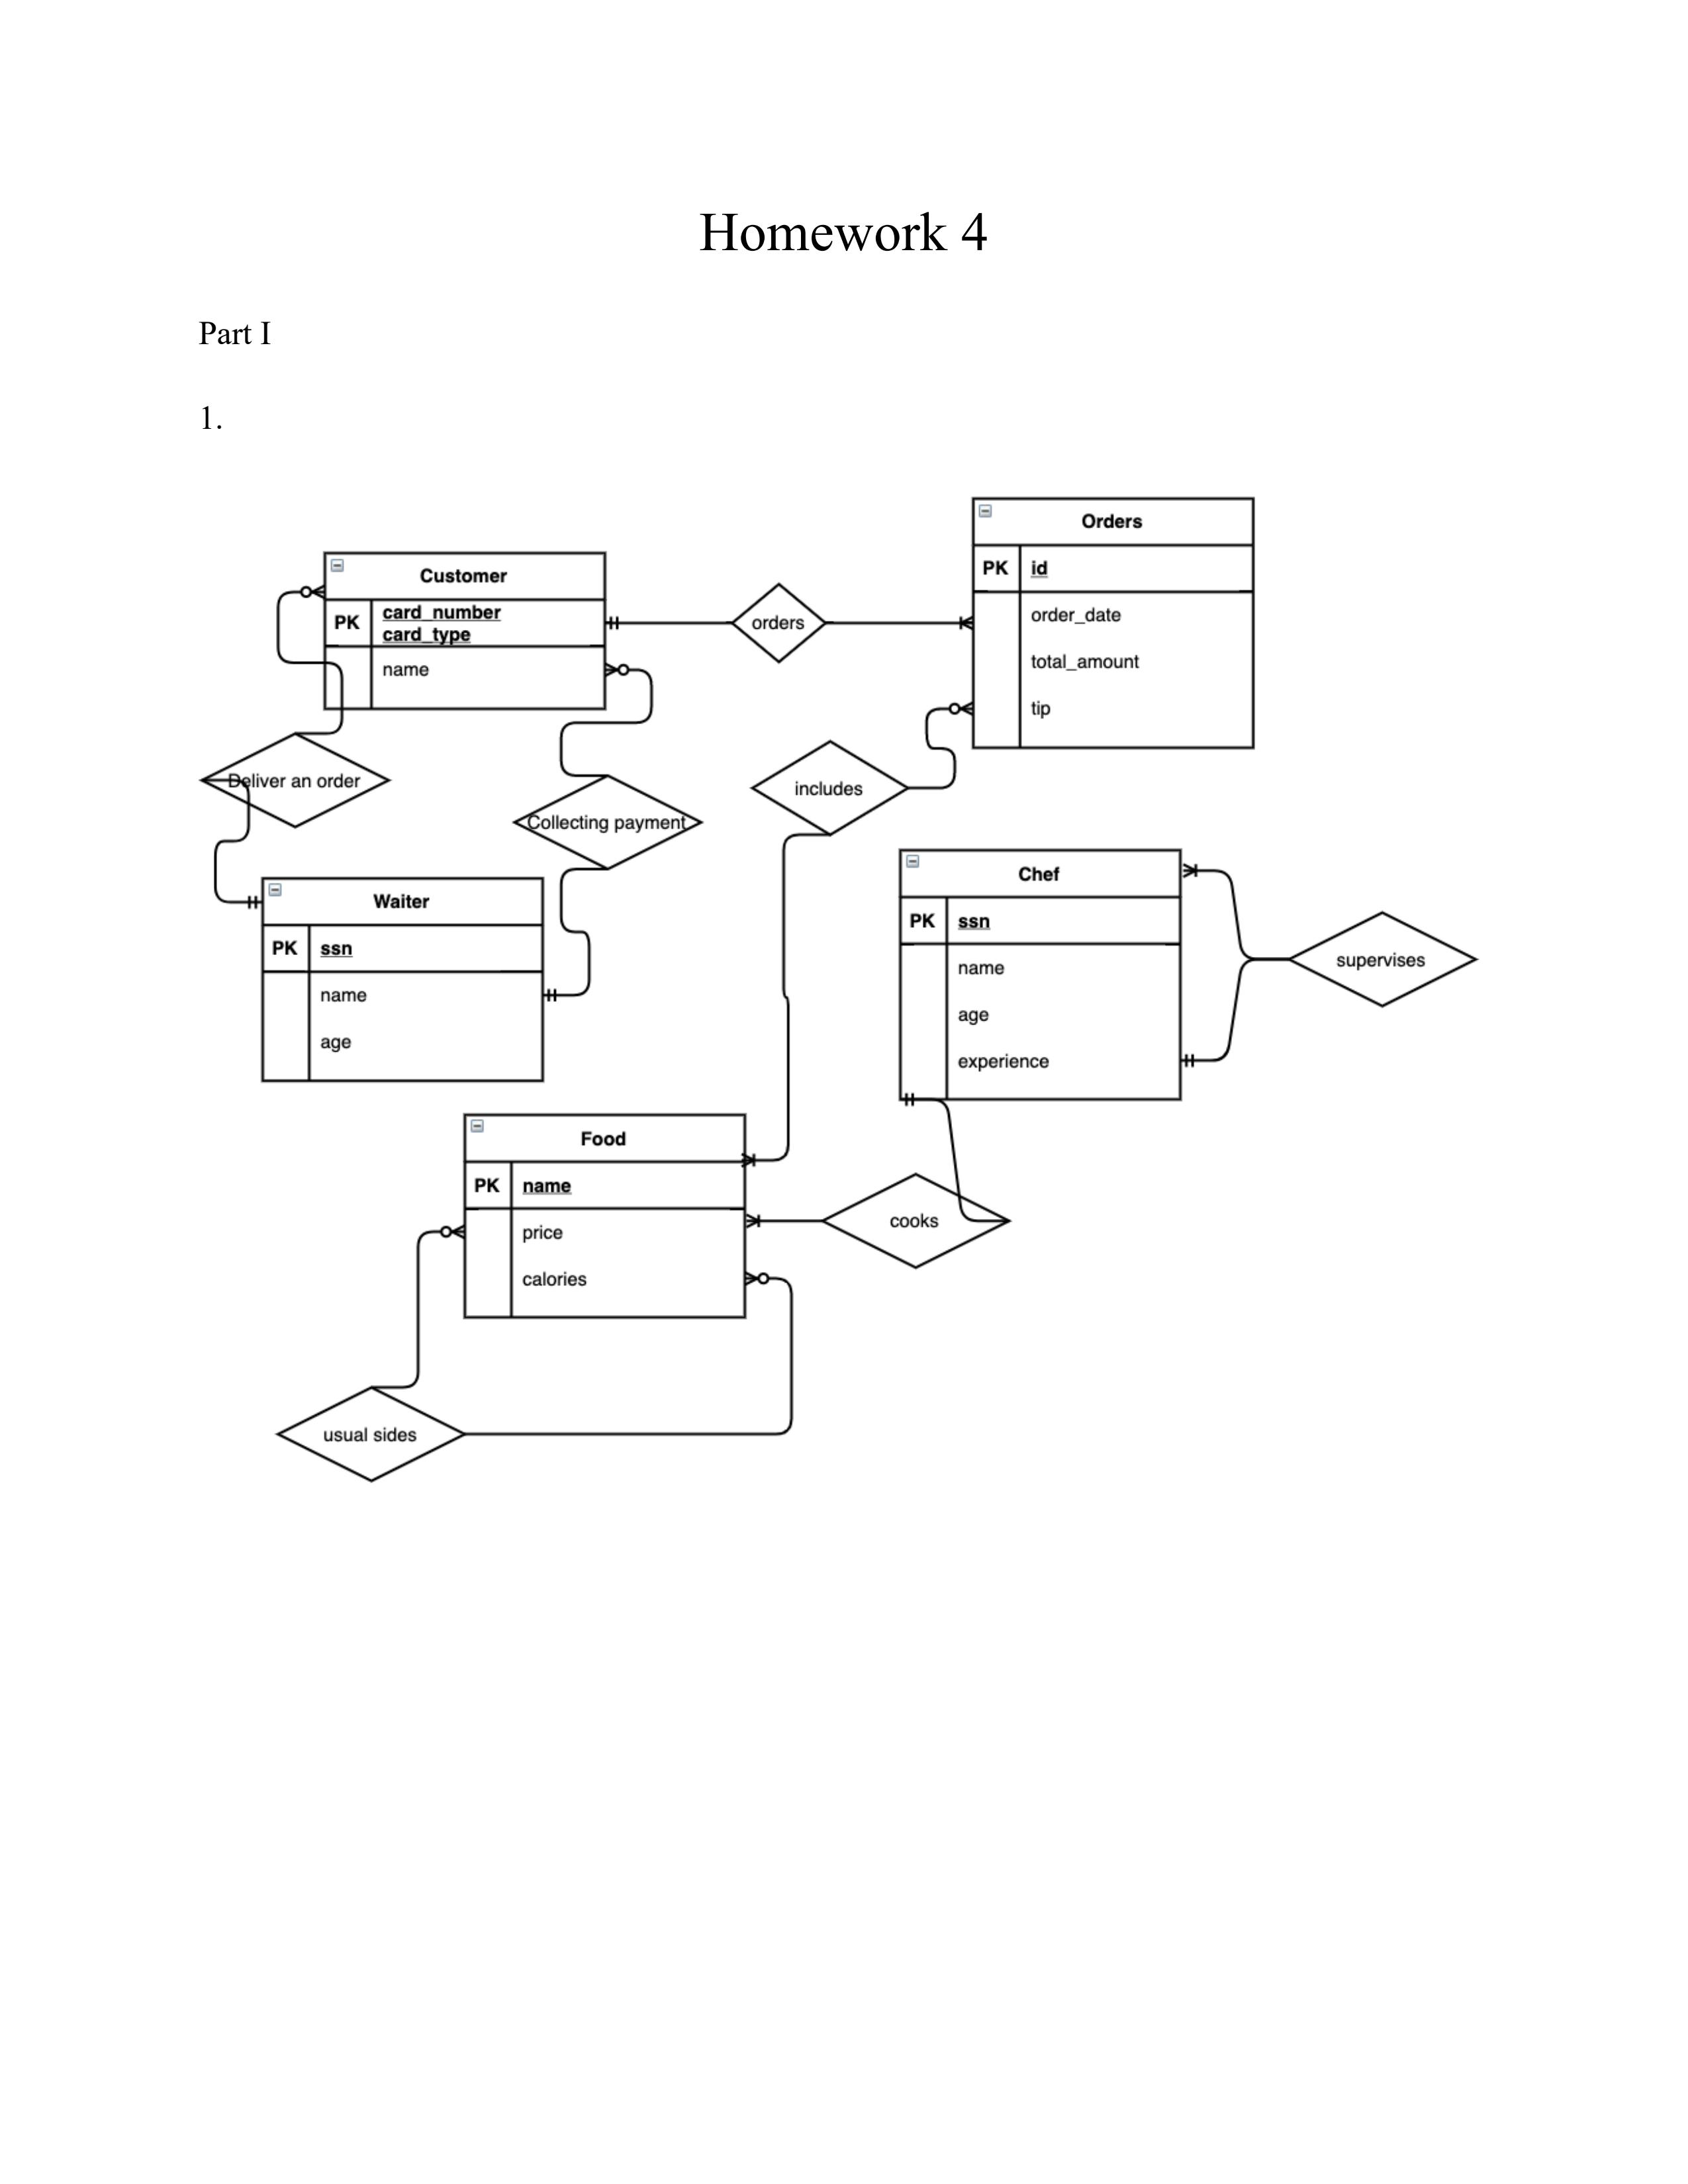 Homework 4
Part I
1.
Customer
PK
card_number
card_type
name
orders
Orders
PK
id
order_date
total_amount
tip
Deliver an order
Collecting payment
includes
Waiter
PK
ssn
name
age
Chef
PK
ssn
name
age
experience
supervises
Food
PK
name
price
calories
cooks
usual sides